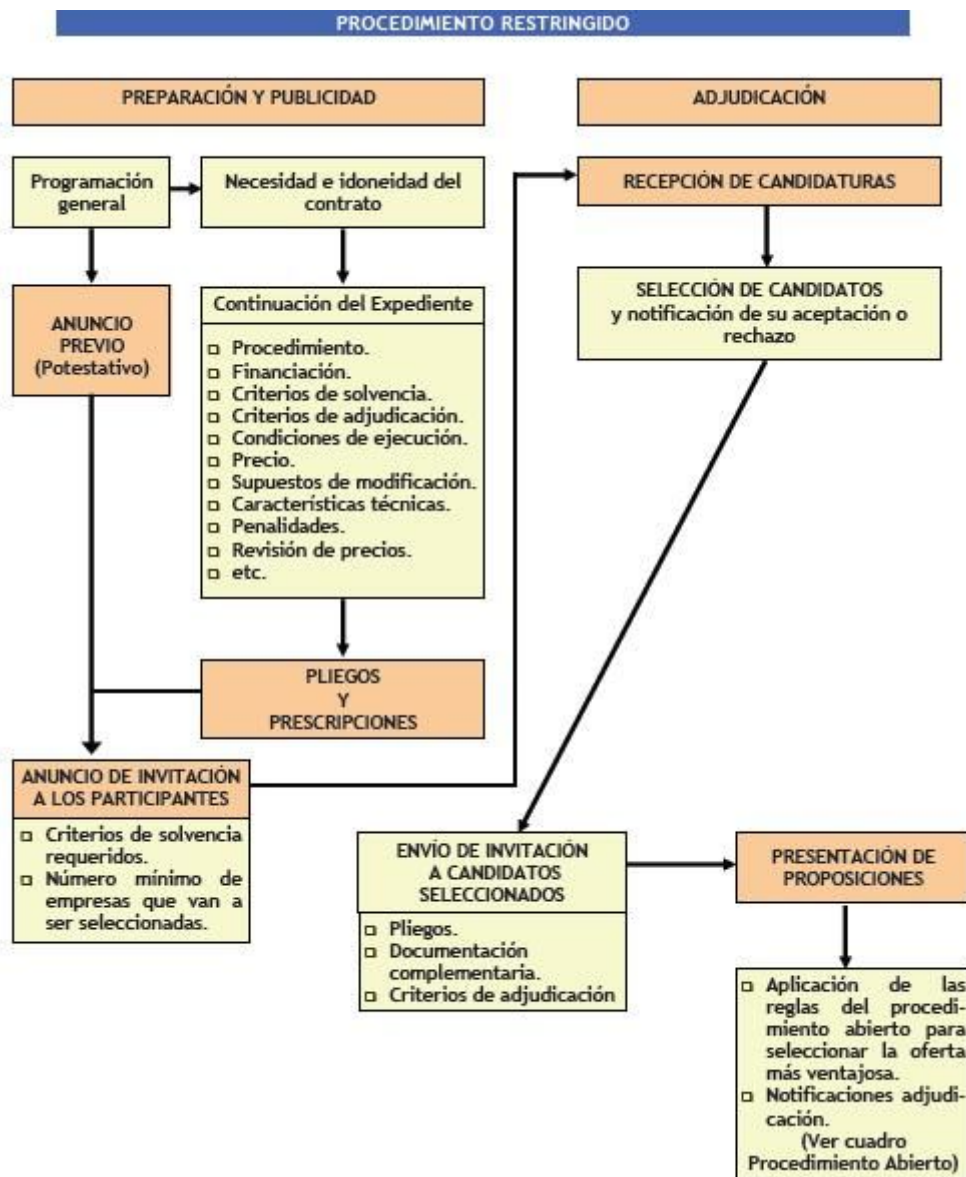 PROCEDIMIENTO RESTRINGIDO
PREPARACIÓN Y PUBLICIDAD
Programación
general
Necesidad e idoneidad del
contrato
ANUNCIO
PREVIO
(Potestativo)
Continuación del Expediente
Procedimiento.
Financiación.
Criterios de solvencia.
Criterios de adjudicación.
Condiciones de ejecución.
Precio.
Supuestos de modificación.
Características técnicas.
Penalidades.
Revisión de precios.
etc.
PLIEGOS
Y
PRESCRIPCIONES
ANUNCIO DE INVITACIÓN
A LOS PARTICIPANTES
Criterios de solvencia
requeridos.
Número mínimo de
empresas que van a
ser seleccionadas.
ADJUDICACIÓN
RECEPCIÓN DE CANDIDATURAS
SELECCIÓN DE CANDIDATOS
y notificación de su aceptación o
rechazo
ENVÍO DE INVITACIÓN
A CANDIDATOS
SELECCIONADOS
Pliegos.
Documentación
complementaria.
Criterios de adjudicación
PRESENTACIÓN DE
PROPOSICIONES
Aplicación de las
reglas del procedi-
miento abierto para
seleccionar la oferta
más ventajosa.
Notificaciones adjudi-
cación.
(Ver cuadro
Procedimiento Abierto)